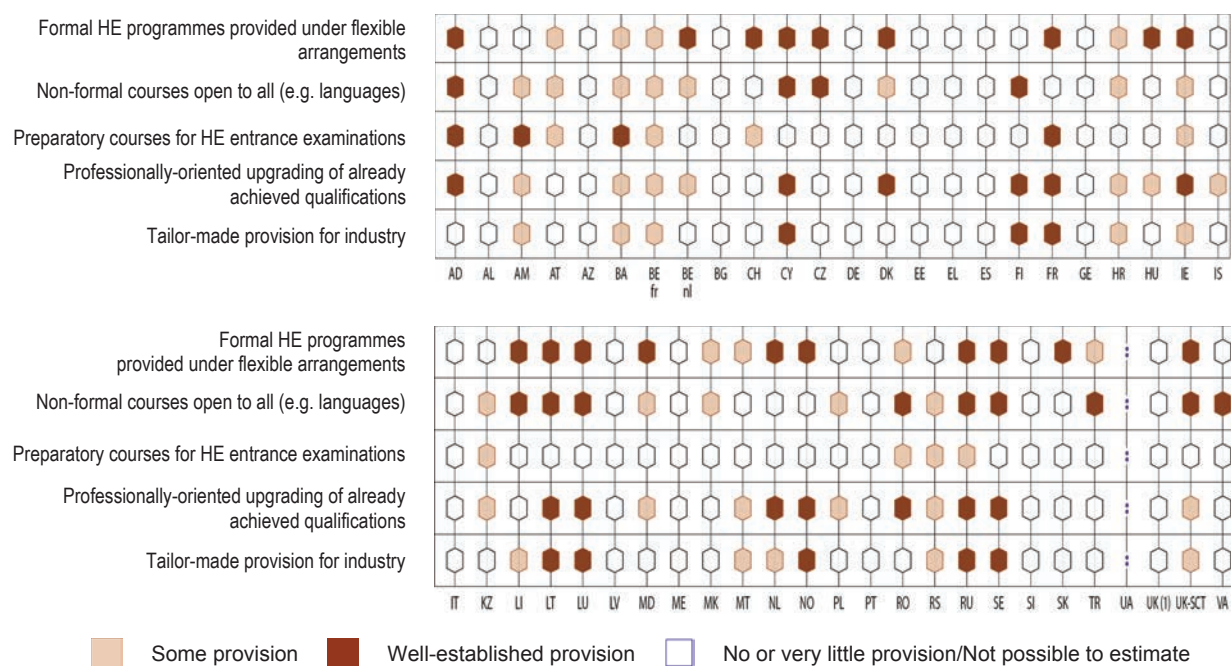 Formal HE programmes provided under flexible
arrangements
Non-formal courses open to all (e.g. languages)
Preparatory courses for HE entrance examinations
Professionally-oriented upgrading of already
achieved qualifications
Tailor-made provision for industry
AD AL AM AT AZ BA BE fr BE nl BG CH CY CZ DE DK EE EL ES FI FR GE HR HU IE IS
Formal HE programmes
provided under flexible arrangements
Non-formal courses open to all (e.g. languages)
Preparatory courses for HE entrance examinations
Professionally-oriented upgrading of already
achieved qualifications
Tailor-made provision for industry
IT KZ LI LT LU LV MD ME MK MT NL NO PL PT RO RS RU SE SI SK TR UA UK (1) UK-SCT VA
Some provision Well-established provision No or very little provision/Not possible to estimate